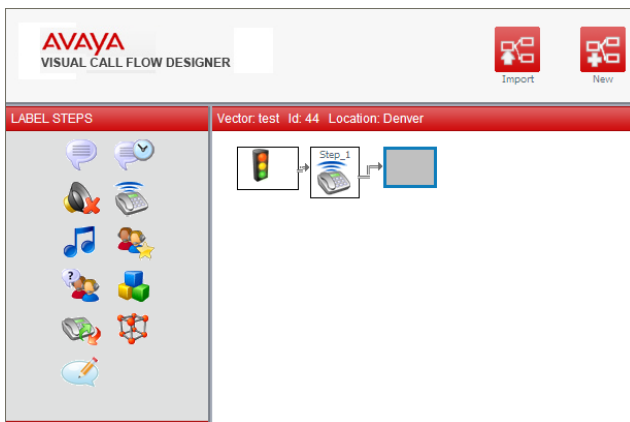 AVAYA
VISUAL CALL FLOW DESIGNER
Import
New
LABEL STEPS
Vector: test Id: 44 Location: Denver
Step_1
?